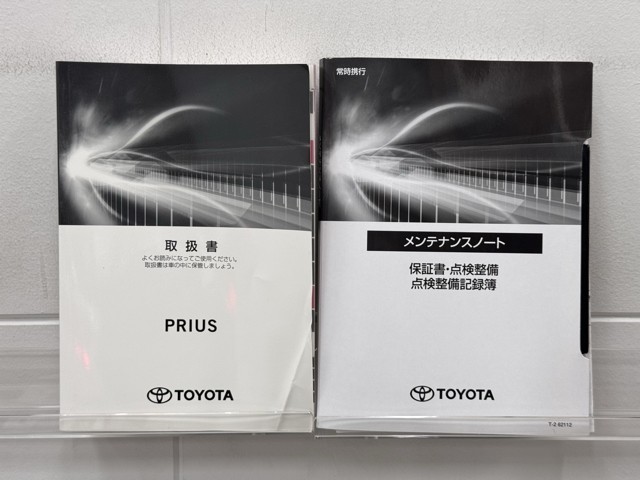 取扱書
よくお読みになってご使用ください。
取扱書は車の中に保管しましょう。
PRIUS
TOYOTA
常時携行
メンテナンスノート
保証書・点検整備
点検整備記録簿
TOYOTA
T-2 62112